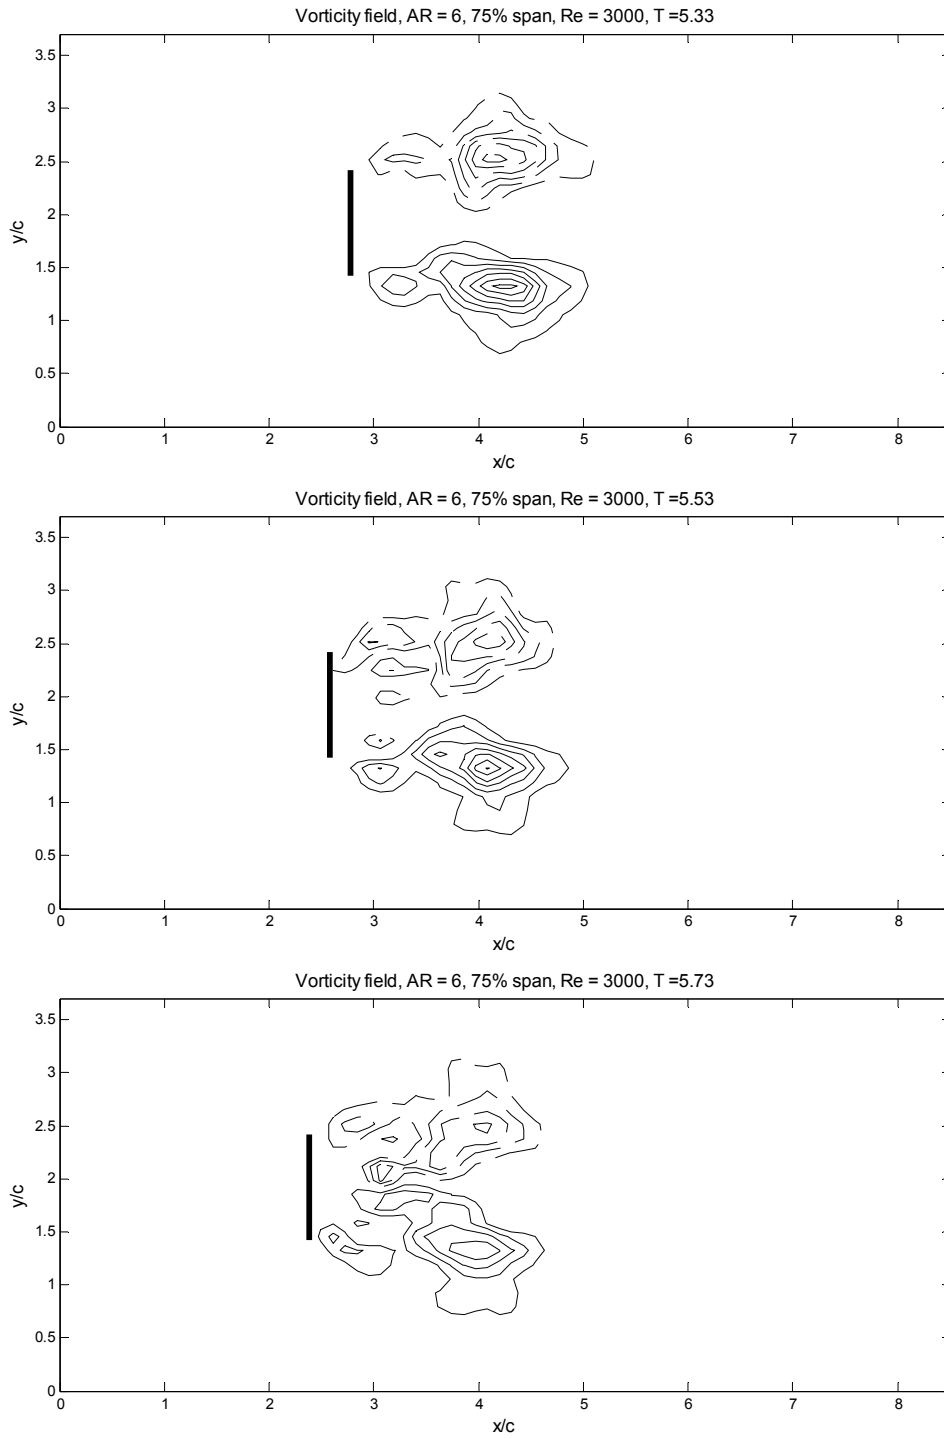 Vorticity field, AR = 6, 75% span, Re = 3000, T =5.33
3.5
3
2.5
2
1.5
1
0.5
0
y/c
0 1 2 3 4 5 6 7 8
x/c
Vorticity field, AR = 6, 75% span, Re = 3000, T =5.53
3.5
3
2.5
2
1.5
1
0.5
0
y/c
0 1 2 3 4 5 6 7 8
x/c
Vorticity field, AR = 6, 75% span, Re = 3000, T =5.73
3.5
3
2.5
2
1.5
1
0.5
0
y/c
0 1 2 3 4 5 6 7 8
x/c